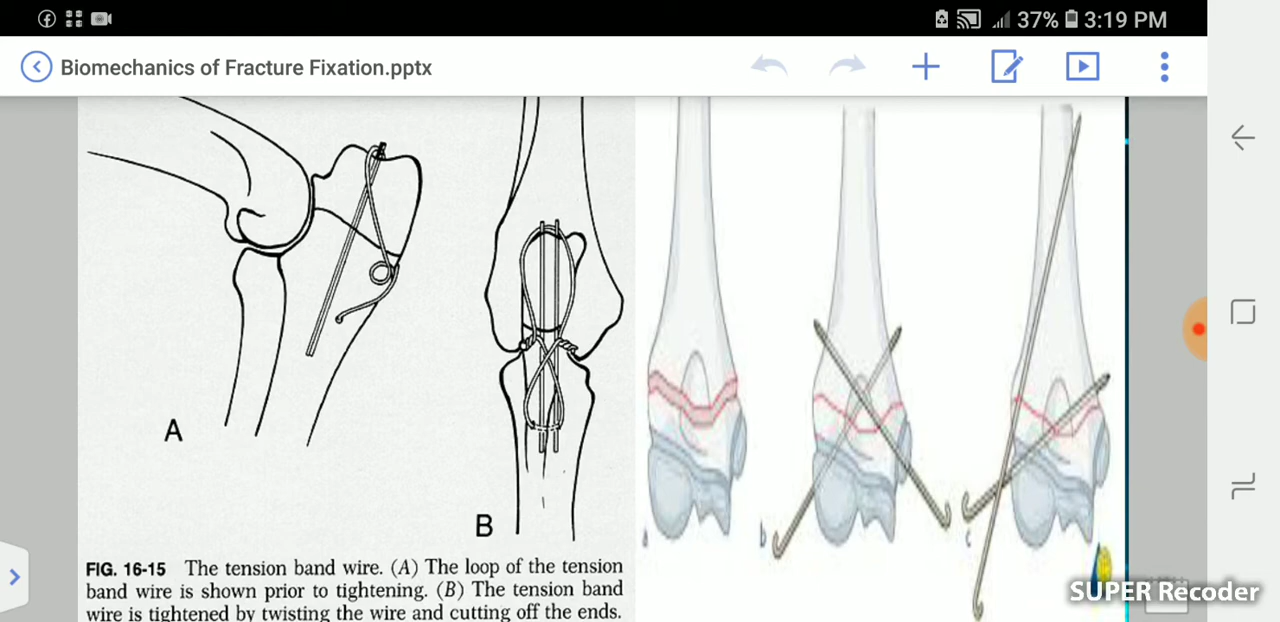 37% 3:19 PM
Biomechanics of Fracture Fixation.pptx
A
B
a
b
c
FIG. 16-15 The tension band wire. (A) The loop of the tension
band wire is shown prior to tightening. (B) The tension band
wire is tightened by twisting the wire and cutting off the ends.
SUPER Recoder